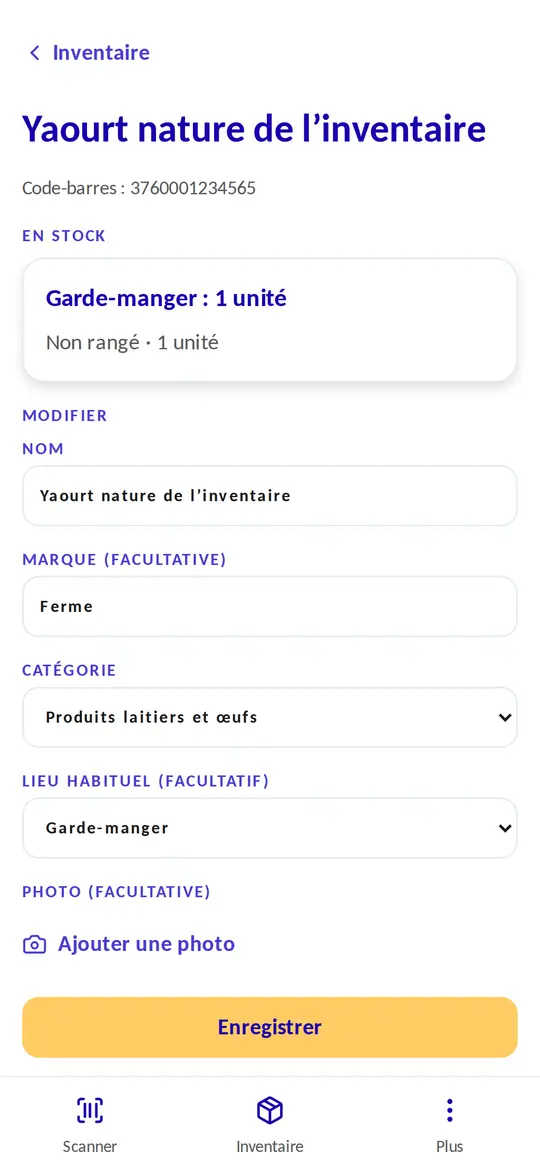 Inventaire
Yaourt nature de l’inventaire
Code-barres : 3760001234565
EN STOCK
Garde-manger : 1 unité
Non rangé · 1 unité
MODIFIER
NOM
Yaourt nature de l’inventaire
MARQUE (FACULTATIVE)
Ferme
CATÉGORIE
Produits laitiers et œufs
LIEU HABITUEL (FACULTATIF)
Garde-manger
PHOTO (FACULTATIVE)
Ajouter une photo
Enregistrer
Scanner
Inventaire
Plus